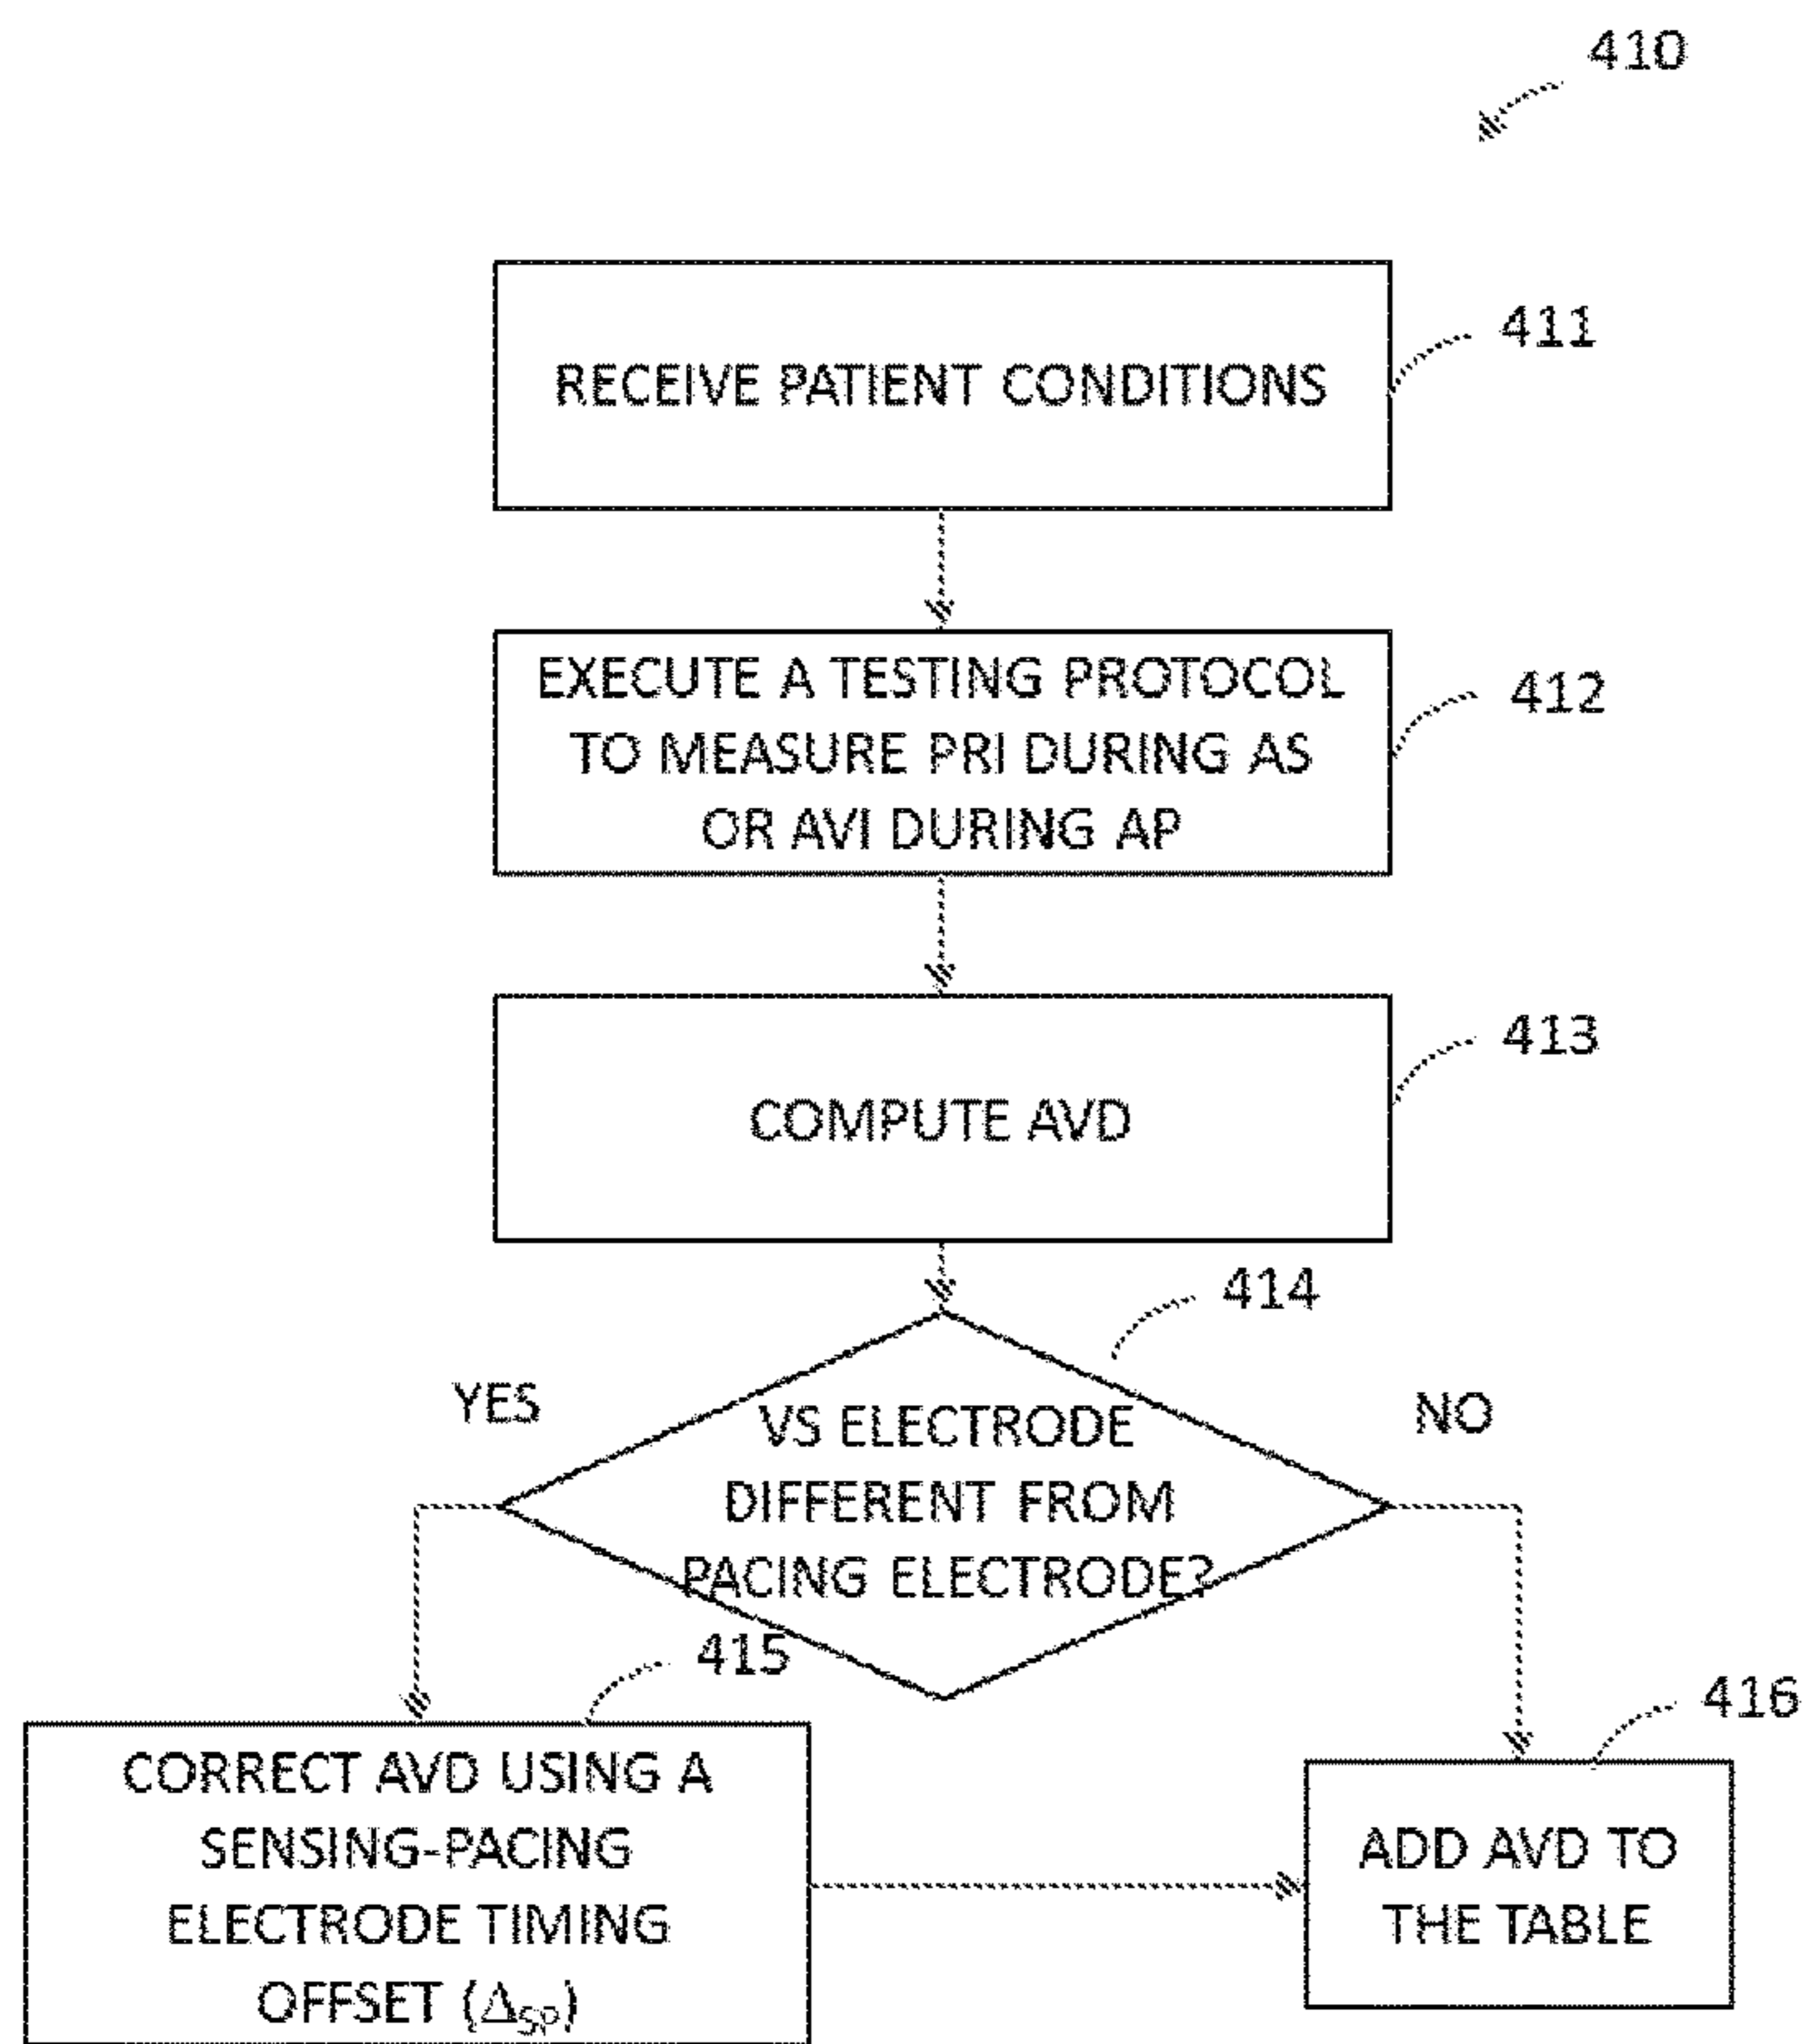 410
RECEIVE PATIENT CONDITIONS
411
EXECUTE A TESTING PROTOCOL
TO MEASURE PRI DURING AS
OR AVI DURING AP
412
COMPUTE AVD
413
414
YES
NO
VS ELECTRODE
DIFFERENT FROM
PACING ELECTRODE?
415
CORRECT AVD USING A
SENSING-PACING
ELECTRODE TIMING
OFFSET (ΔSP)
416
ADD AVD TO
THE TABLE